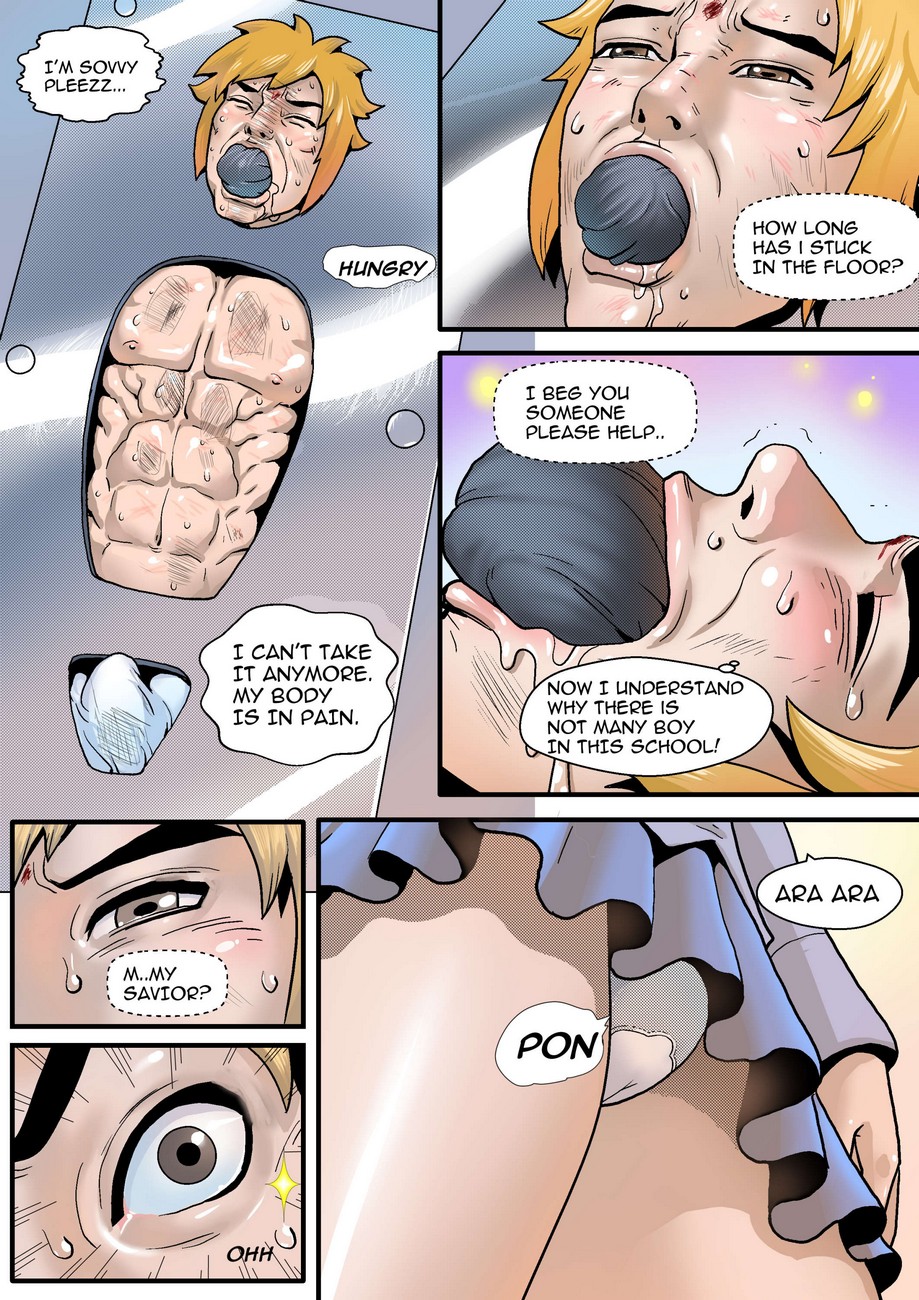 I'M SOVVY
PLEEZZ...
HUNGRY
I CAN'T TAKE
IT ANYMORE.
MY BODY
IS IN PAIN.
HOW LONG
HAS I STUCK
IN THE FLOOR?
I BEG YOU
SOMEONE
PLEASE HELP..
NOW I UNDERSTAND
WHY THERE IS
NOT MANY BOY
IN THIS SCHOOL!
M..MY
SAVIOR?
OHH
ARA ARA
PON